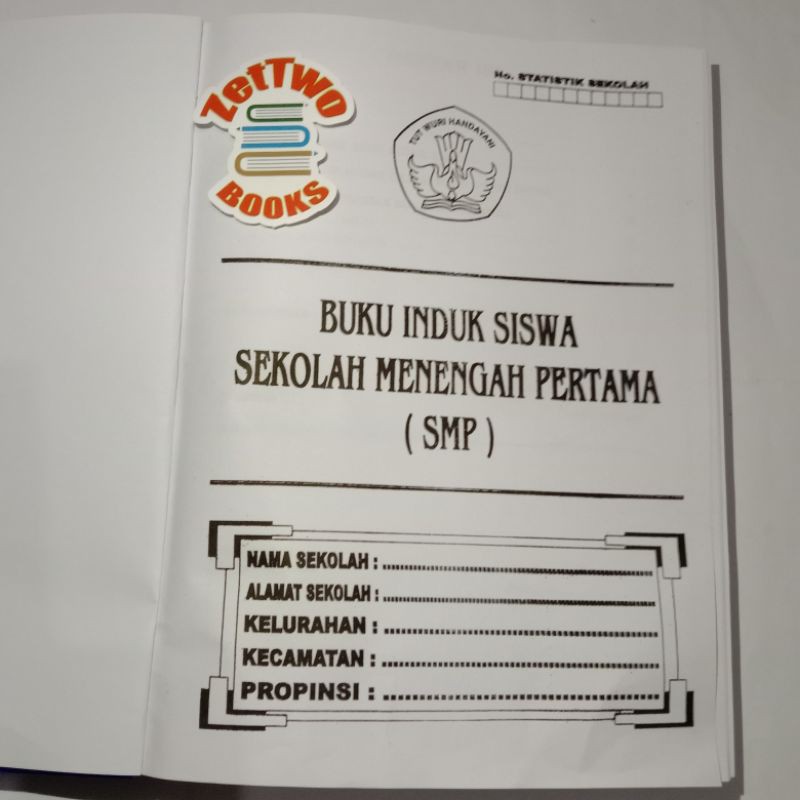 ZetTwo
BOOKS
No. STATISTIK SEKOLAH
TUT WURI HANDAYANI
BUKU INDUK SISWA
SEKOLAH MENENGAH PERTAMA
( SMP )
NAMA SEKOLAH : ................................................
ALAMAT SEKOLAH : ................................................
KELURAHAN : ................................................
KECAMATAN : ................................................
PROPINSI : ................................................